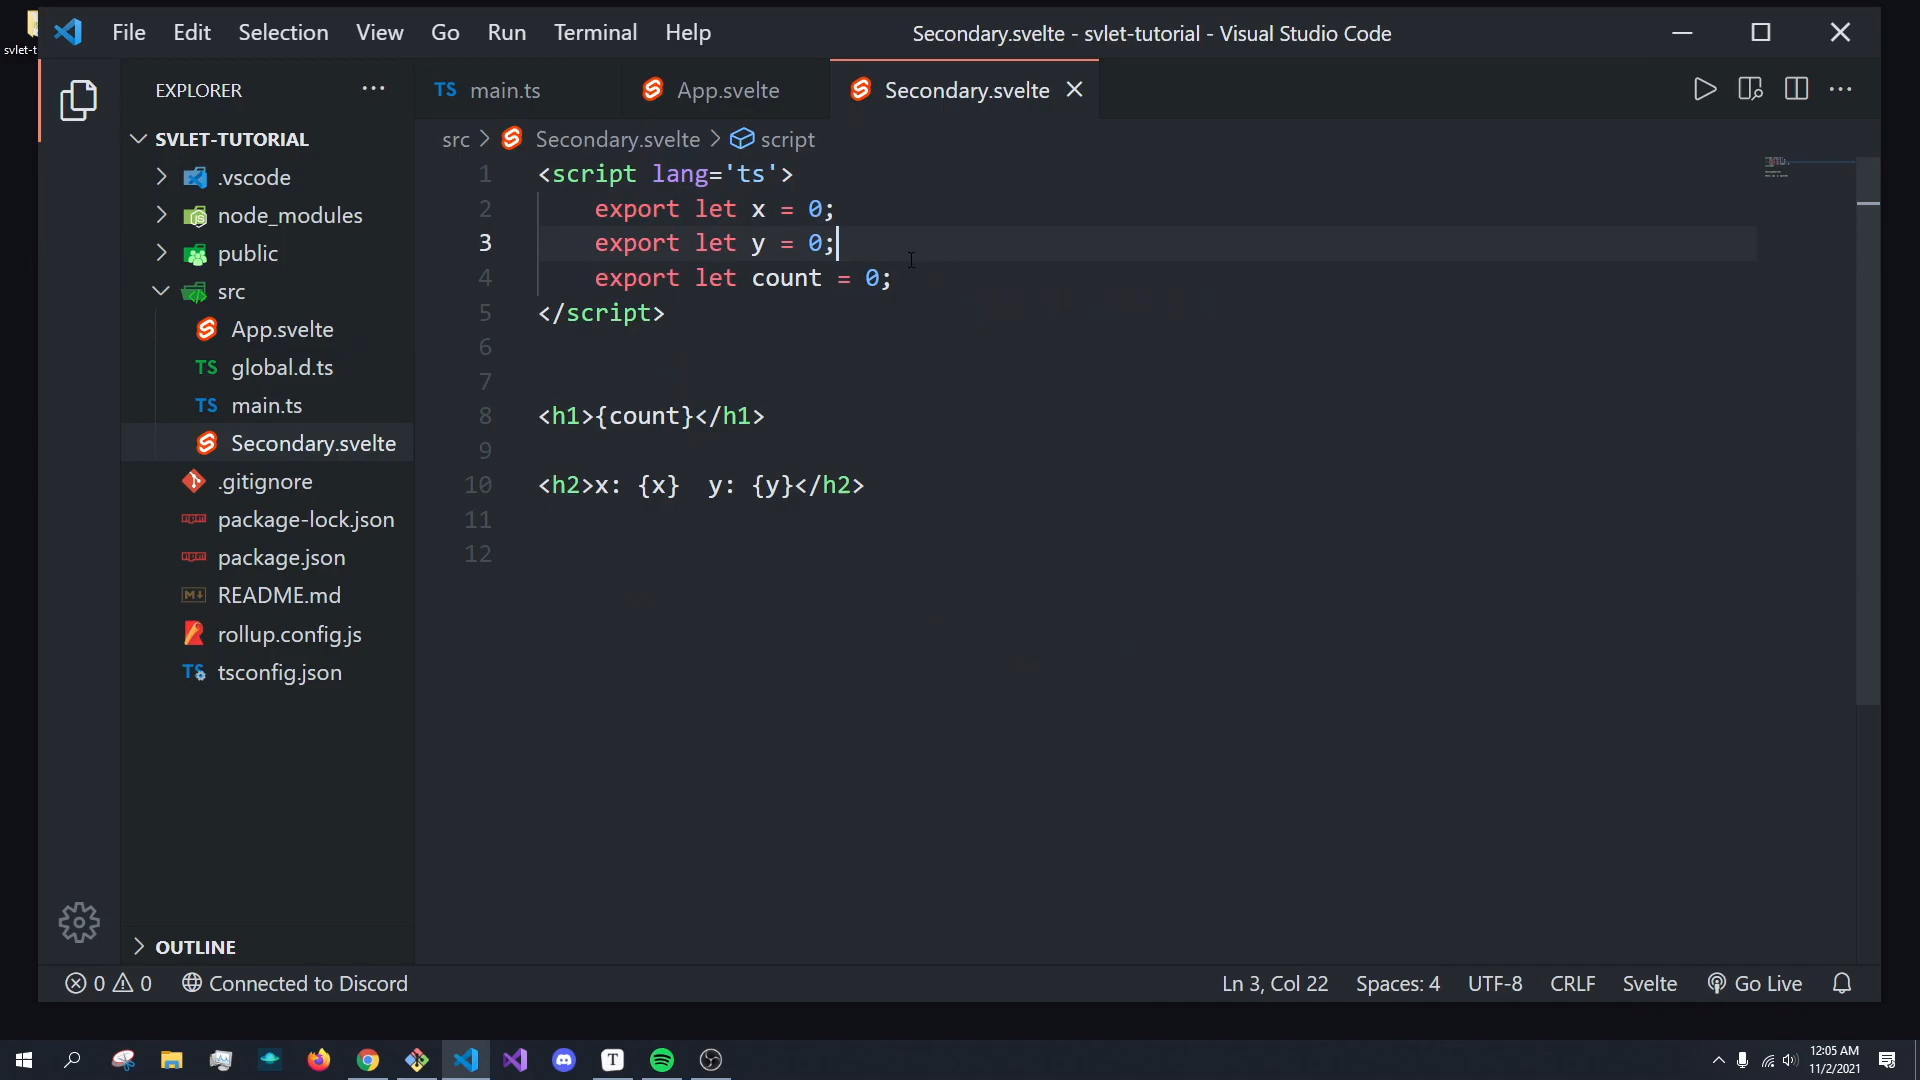 svlet-t
File Edit Selection View Go Run Terminal Help
Secondary.svelte - svlet-tutorial - Visual Studio Code
EXPLORER
TS main.ts
App.svelte
Secondary.svelte
src > Secondary.svelte > script
SVLET-TUTORIAL
.vscode
node_modules
public
src
App.svelte
TS global.d.ts
TS main.ts
Secondary.svelte
.gitignore
package-lock.json
package.json
README.md
rollup.config.js
TS tsconfig.json
OUTLINE
1 <script lang='ts'>
2 export let x = 0;
3 export let y = 0;
4 export let count = 0;
5 </script>
6
7
8 <h1>{count}</h1>
9
10 <h2>x: {x}  y: {y}</h2>
11
12
0 0 Connected to Discord
Ln 3, Col 22 Spaces: 4 UTF-8 CRLF Svelte Go Live
T
12:05 AM
11/2/2021